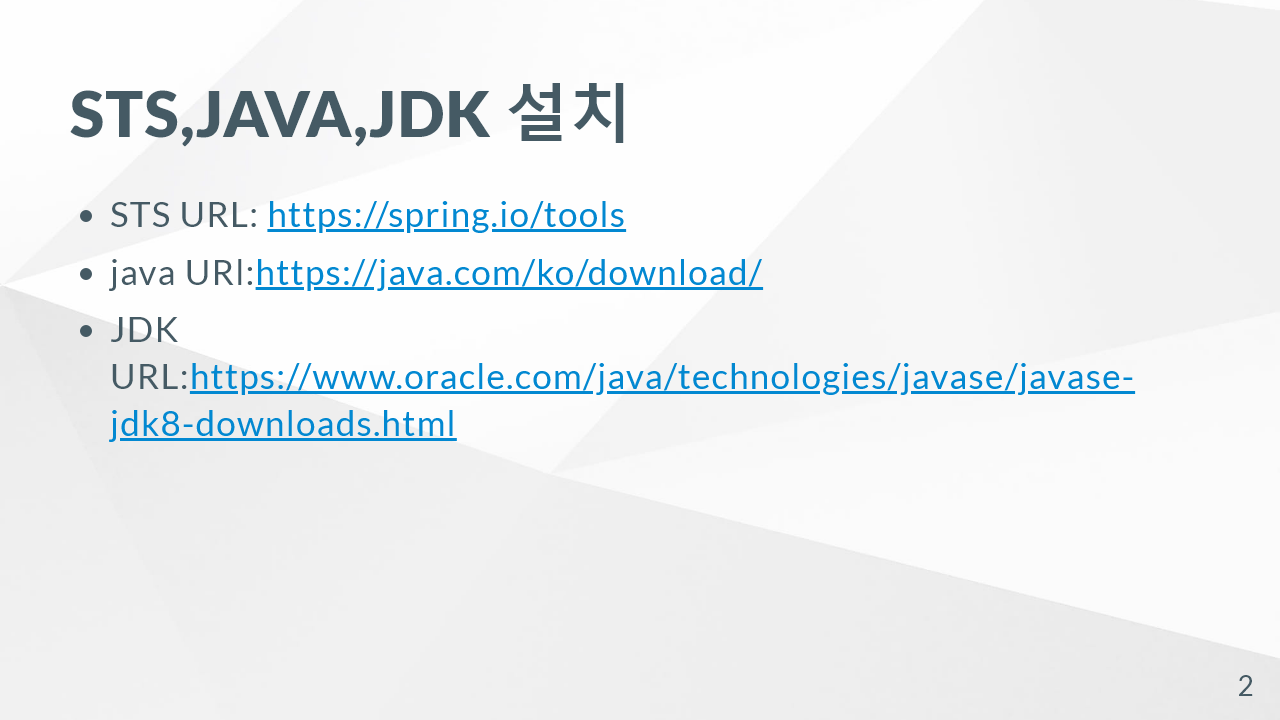 STS,JAVA,JDK 설치
STS URL: https://spring.io/tools
java URl:https://java.com/ko/download/
JDK
URL:https://www.oracle.com/java/technologies/javase/javase-
jdk8-downloads.html
2